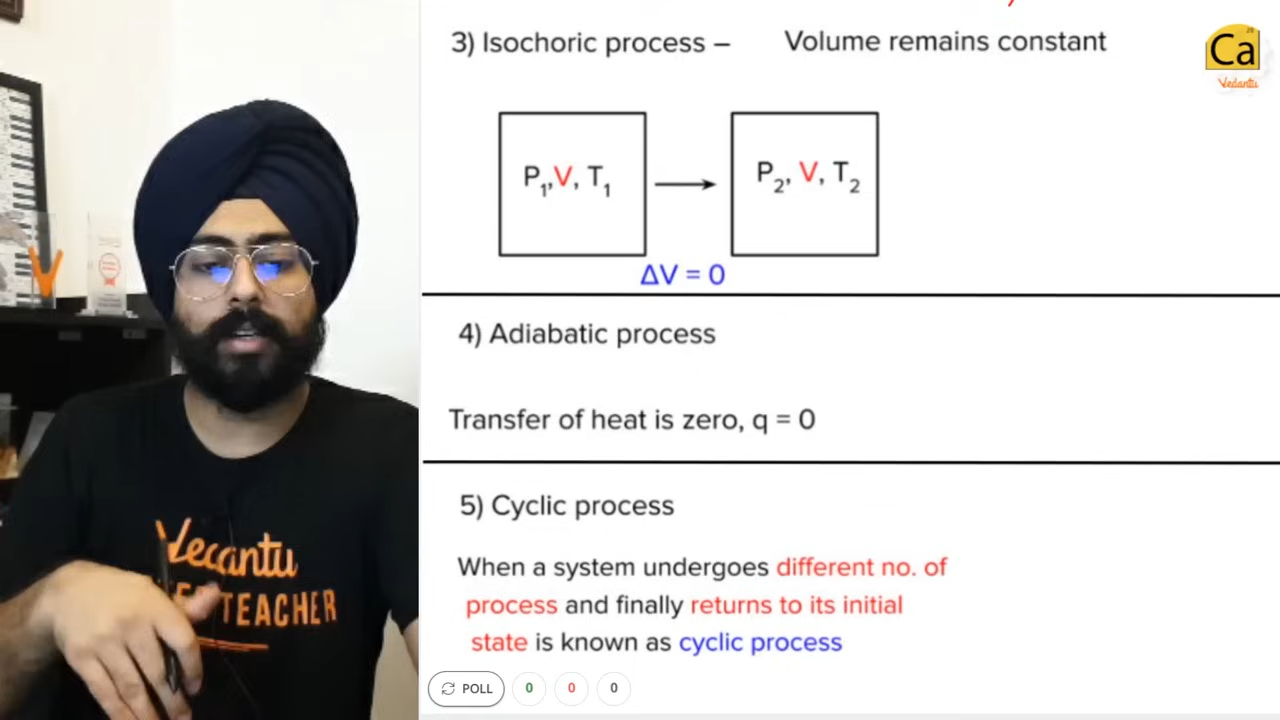 3) Isochoric process – Volume remains constant
Ca
20
Vedantu
P₁, V, T₁
P₂, V, T₂
ΔV = 0
4) Adiabatic process
Transfer of heat is zero, q = 0
5) Cyclic process
When a system undergoes different no. of
process and finally returns to its initial
state is known as cyclic process
Vedantu
TEACHER
POLL 0 0 0